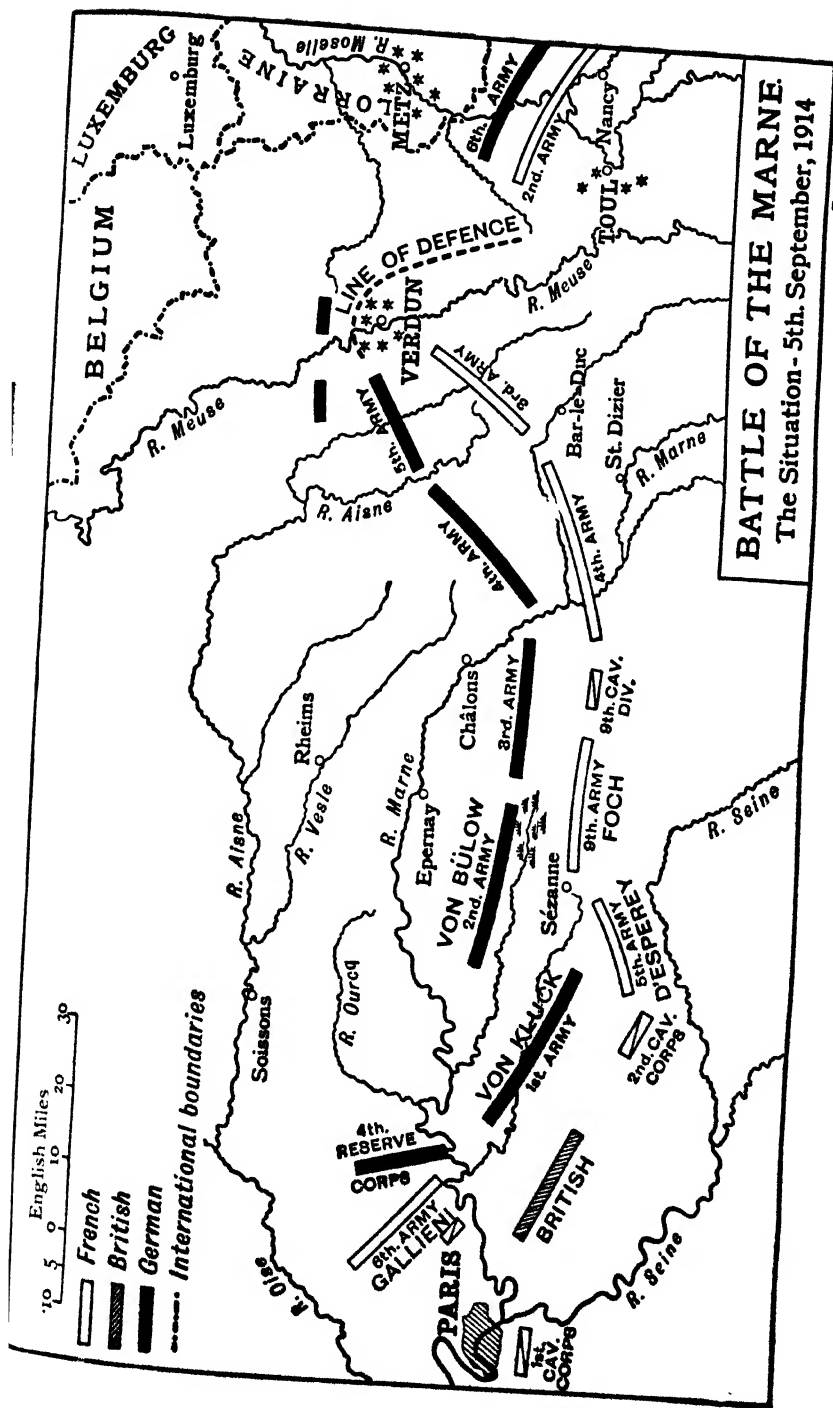 English Miles
10 5 0 10 20 30
French
British
German
International boundaries
BELGIUM
LUXEMBURG
Luxemburg
LORRAINE
R. Moselle
METZ
R. Meuse
LINE OF DEFENCE
VERDUN
6th. ARMY
2nd. ARMY
Nancy
TOUL
R. Meuse
5th. ARMY
3rd. ARMY
R. Aisne
4th. ARMY
Bar-le-Duc
St. Dizier
R. Marne
4th. ARMY
R. Aisne
Rheims
R. Vesle
Soissons
R. Oise
R. Ourcq
R. Marne
Epernay
Châlons
3rd. ARMY
9th. CAV.
DIV.
VON BÜLOW
2nd. ARMY
9th. ARMY
FOCH
Sézanne
5th. ARMY
D'ESPEREY
2nd. CAV.
CORPS
VON KLUCK
1st. ARMY
4th.
RESERVE
CORPS
6th. ARMY
GALLIENI
PARIS
BRITISH
1st.
CAV.
CORPS
R. Seine
R. Seine
BATTLE OF THE MARNE.
The Situation - 5th. September, 1914